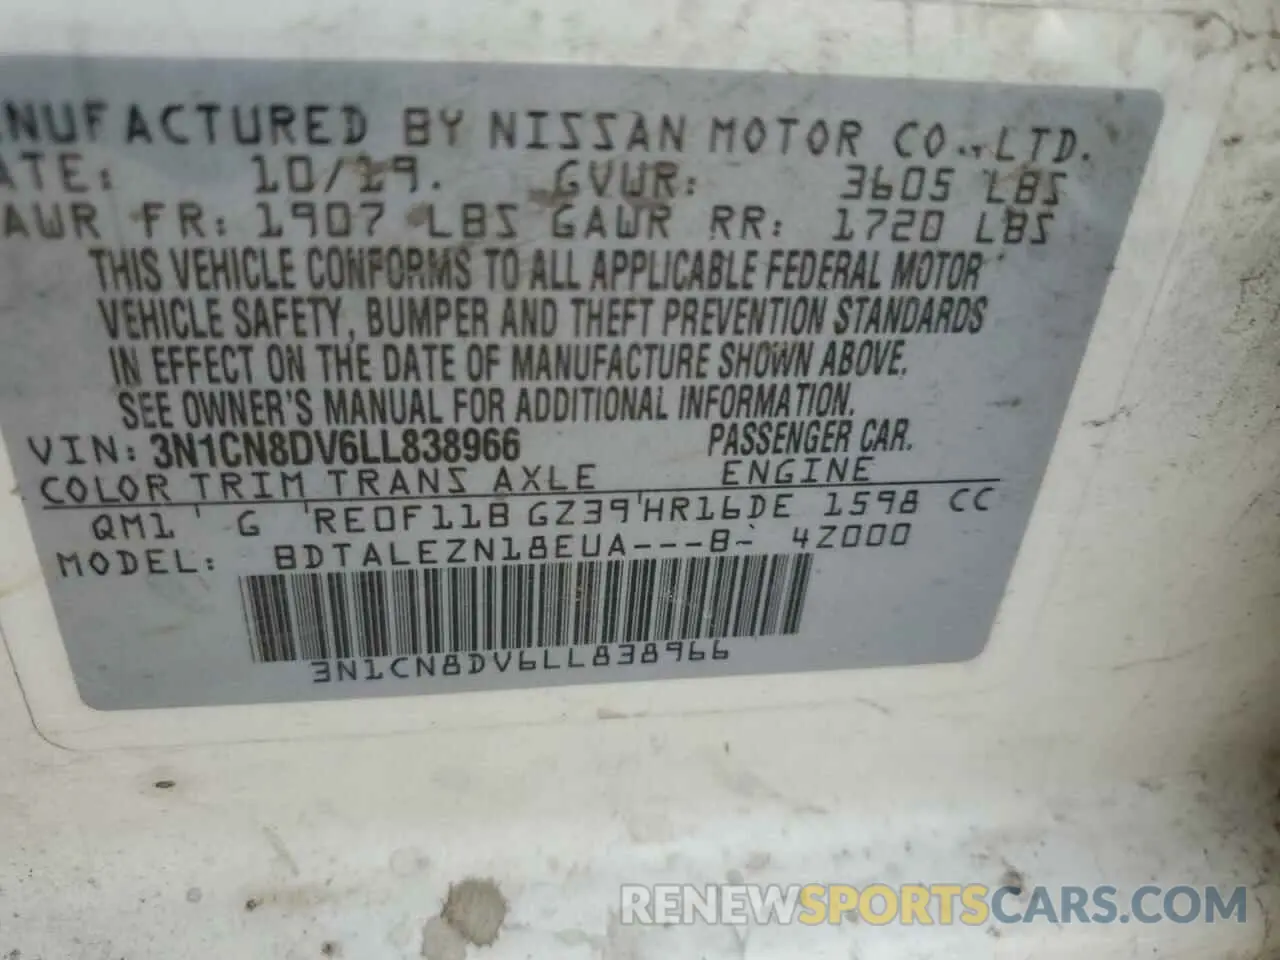 NUFACTURED BY NISSAN MOTOR CO., LTD.
ATE: 10/19. GVWR: 3605 LBS
AWR FR: 1907 LBS GAWR RR: 1720 LBS
THIS VEHICLE CONFORMS TO ALL APPLICABLE FEDERAL MOTOR
VEHICLE SAFETY, BUMPER AND THEFT PREVENTION STANDARDS
IN EFFECT ON THE DATE OF MANUFACTURE SHOWN ABOVE.
SEE OWNER'S MANUAL FOR ADDITIONAL INFORMATION.
VIN: 3N1CN8DV6LL838966 PASSENGER CAR.
COLOR TRIM TRANS AXLE ENGINE
QM1 ' G 'RE0F11B GZ39'HR16DE 1598 CC
MODEL: BDTALEZN18EUA---B- 4Z000
3N1CN8DV6LL838966
RENEWSPORTSCARS.COM